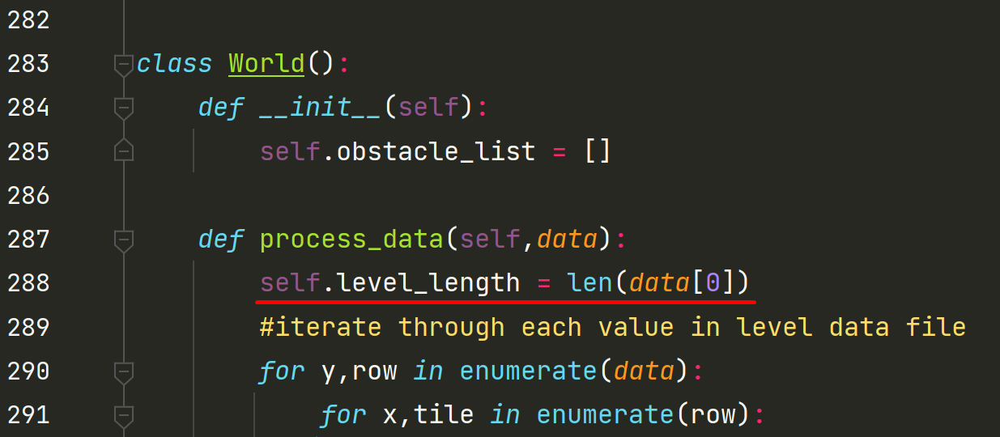 282
283 class World():
284 def __init__(self):
285 self.obstacle_list = []
286
287 def process_data(self,data):
288 self.level_length = len(data[0])
289 #iterate through each value in level data file
290 for y,row in enumerate(data):
291 for x,tile in enumerate(row):